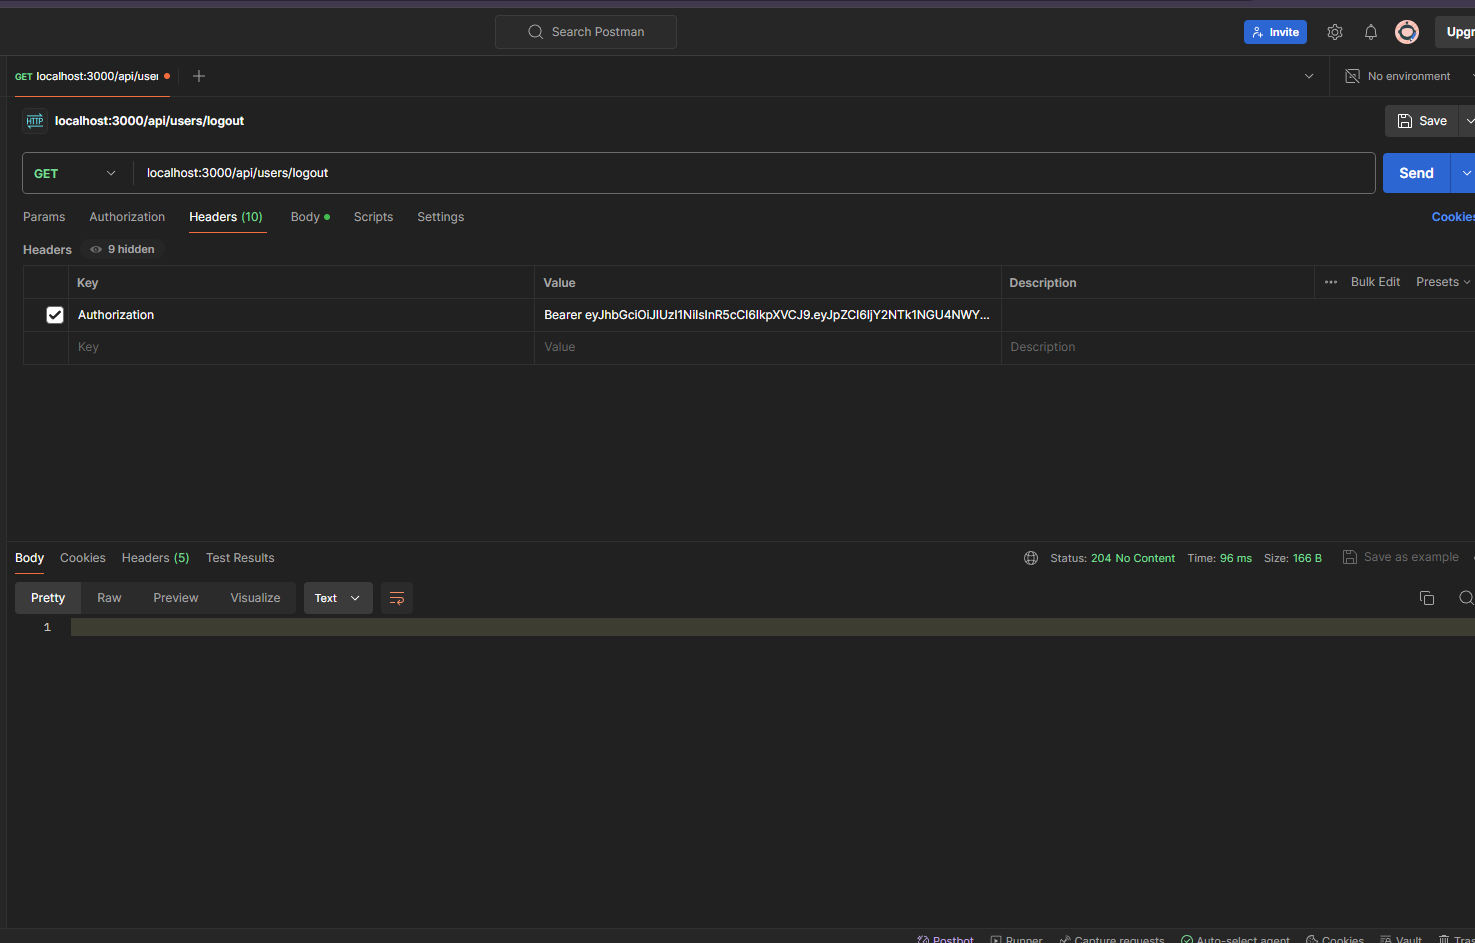 Search Postman
Invite
Upgr
GET localhost:3000/api/user
No environment
HTTP localhost:3000/api/users/logout
Save
GET localhost:3000/api/users/logout
Send
Params Authorization Headers (10) Body Scripts Settings Cookies
Headers 9 hidden
Key Value Description Bulk Edit Presets
Authorization Bearer eyJhbGciOiJIUzI1NiIsInR5cCI6IkpXVCJ9.eyJpZCI6IjY2NTk1NGU4NWY...
Key Value Description
Body Cookies Headers (5) Test Results Status: 204 No Content Time: 96 ms Size: 166 B Save as example
Pretty Raw Preview Visualize Text
1
Postbot Runner Capture requests Auto-select agent Cookies Vault Tras